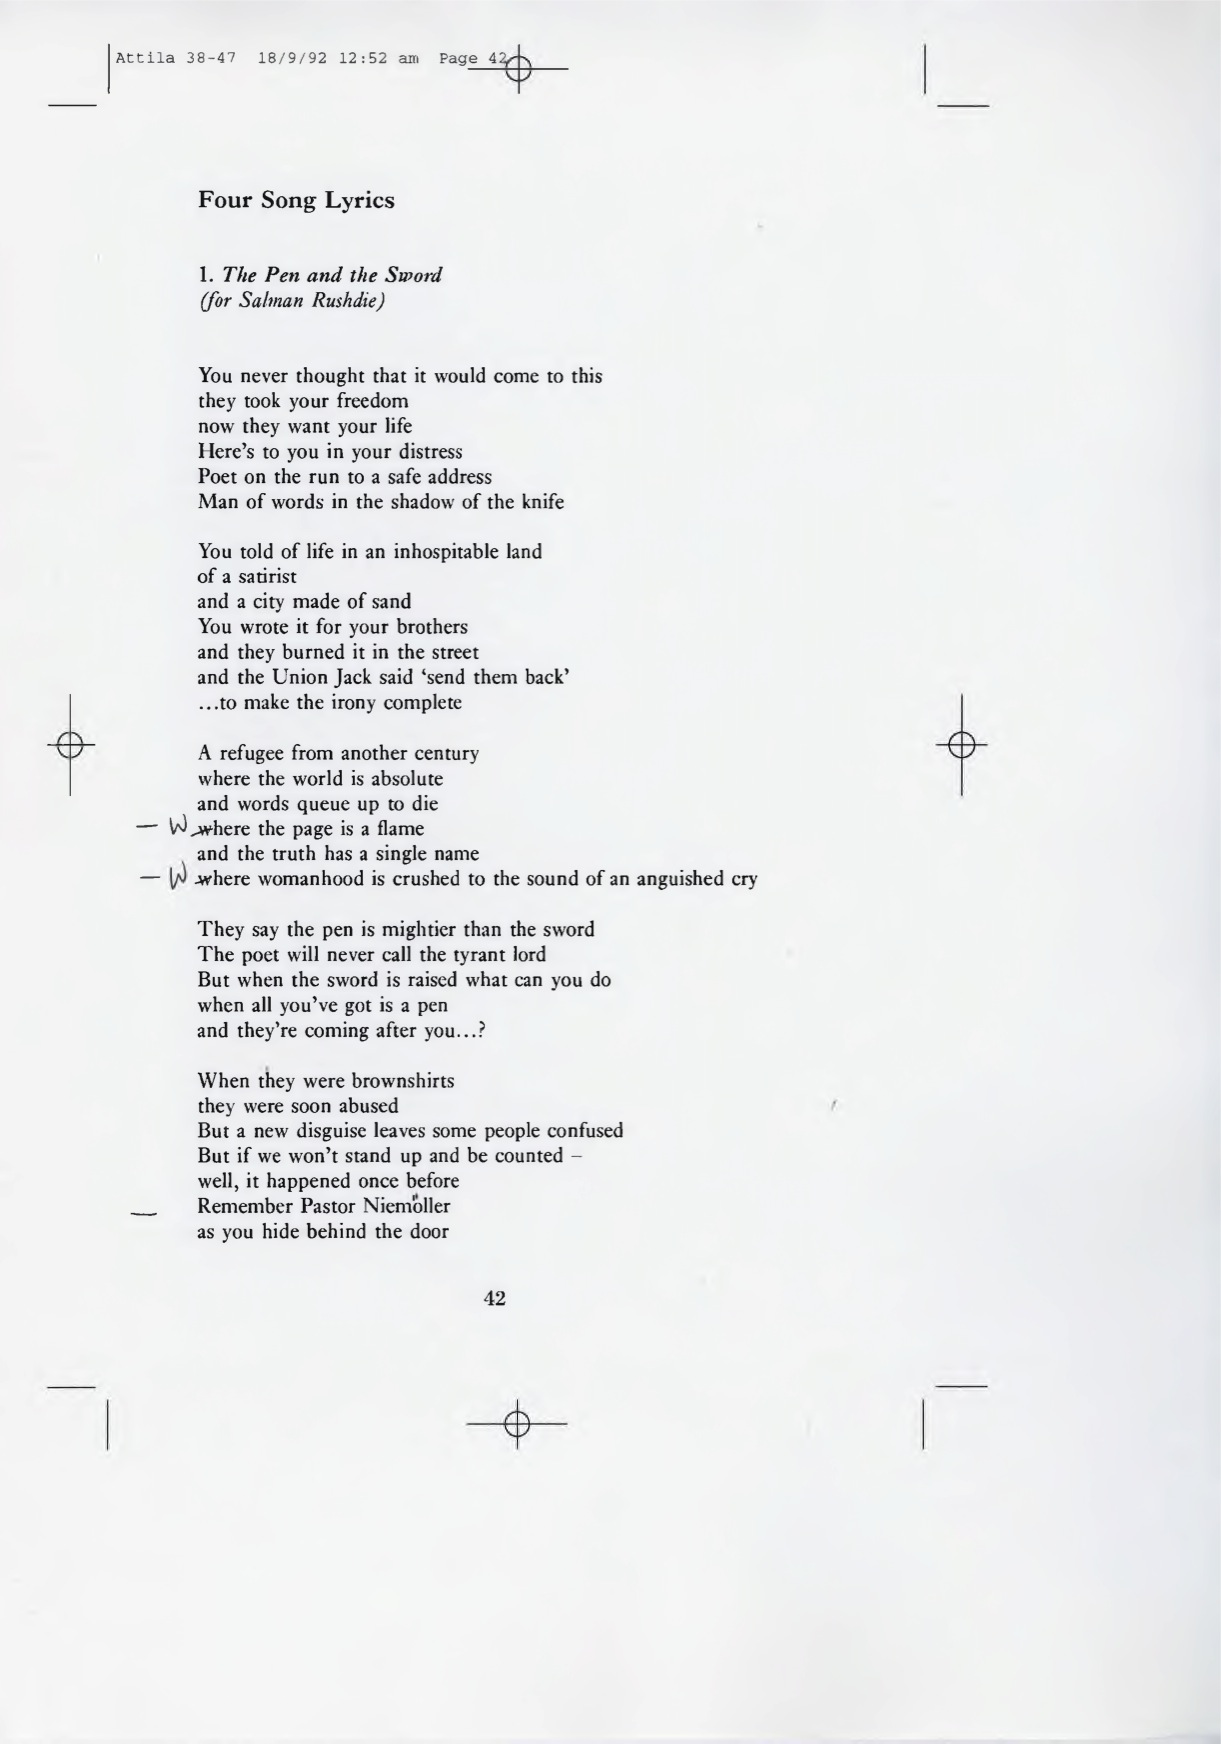 Attila 38-47 18/9/92 12:52 am Page 42
Four Song Lyrics
1. The Pen and the Sword
(for Salman Rushdie)
You never thought that it would come to this
they took your freedom
now they want your life
Here's to you in your distress
Poet on the run to a safe address
Man of words in the shadow of the knife
You told of life in an inhospitable land
of a satirist
and a city made of sand
You wrote it for your brothers
and they burned it in the street
and the Union Jack said ‘send them back’
...to make the irony complete
A refugee from another century
where the world is absolute
and words queue up to die
– W where the page is a flame
and the truth has a single name
– W where womanhood is crushed to the sound of an anguished cry
They say the pen is mightier than the sword
The poet will never call the tyrant lord
But when the sword is raised what can you do
when all you've got is a pen
and they're coming after you...?
When they were brownshirts
they were soon abused
But a new disguise leaves some people confused
But if we won't stand up and be counted –
well, it happened once before
– Remember Pastor Niemöller
as you hide behind the door
42